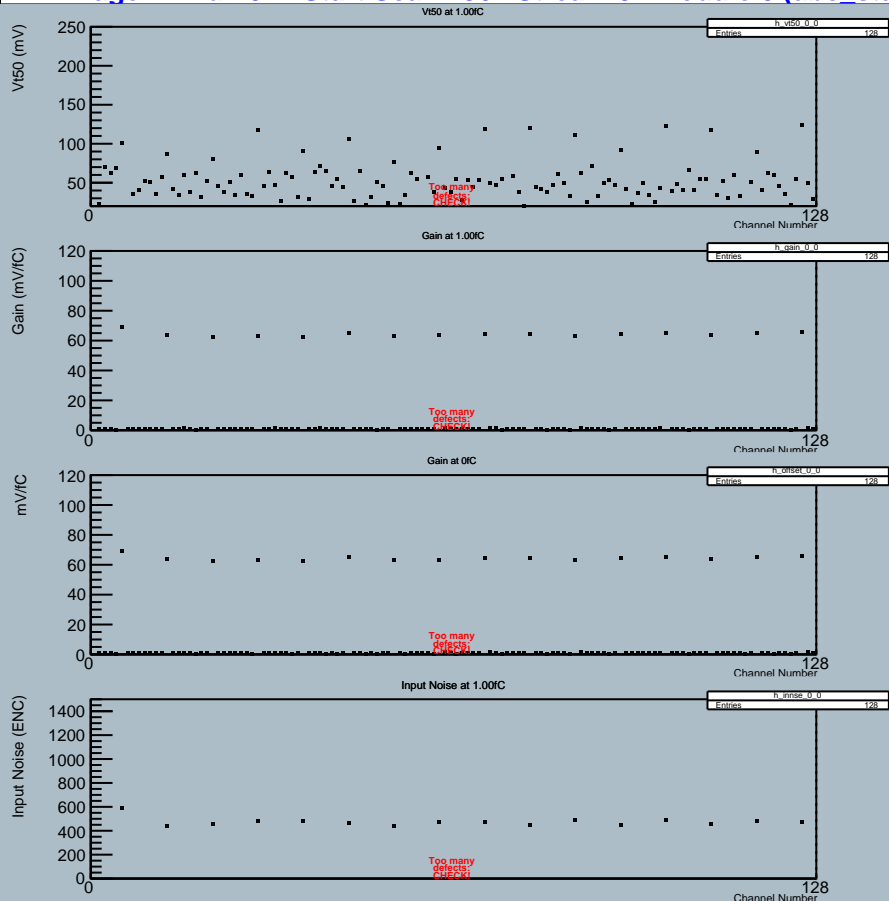 Vt50 at 1.00fC
h_vt50_0_0
Entries 128
Vt50 (mV)
250
200
150
100
50
Too many
defects:
CHECK!
0
128
Channel Number
Gain at 1.00fC
h_gain_0_0
Entries 128
Gain (mV/fC)
120
100
80
60
40
20
0
Too many
defects:
CHECK!
0
128
Channel Number
Gain at 0fC
h_offset_0_0
Entries 128
mV/fC
120
100
80
60
40
20
0
Too many
defects:
CHECK!
0
128
Channel Number
Input Noise at 1.00fC
h_innse_0_0
Entries 128
Input Noise (ENC)
1400
1200
1000
800
600
400
200
0
Too many
defects:
CHECK!
0
128
Channel Number